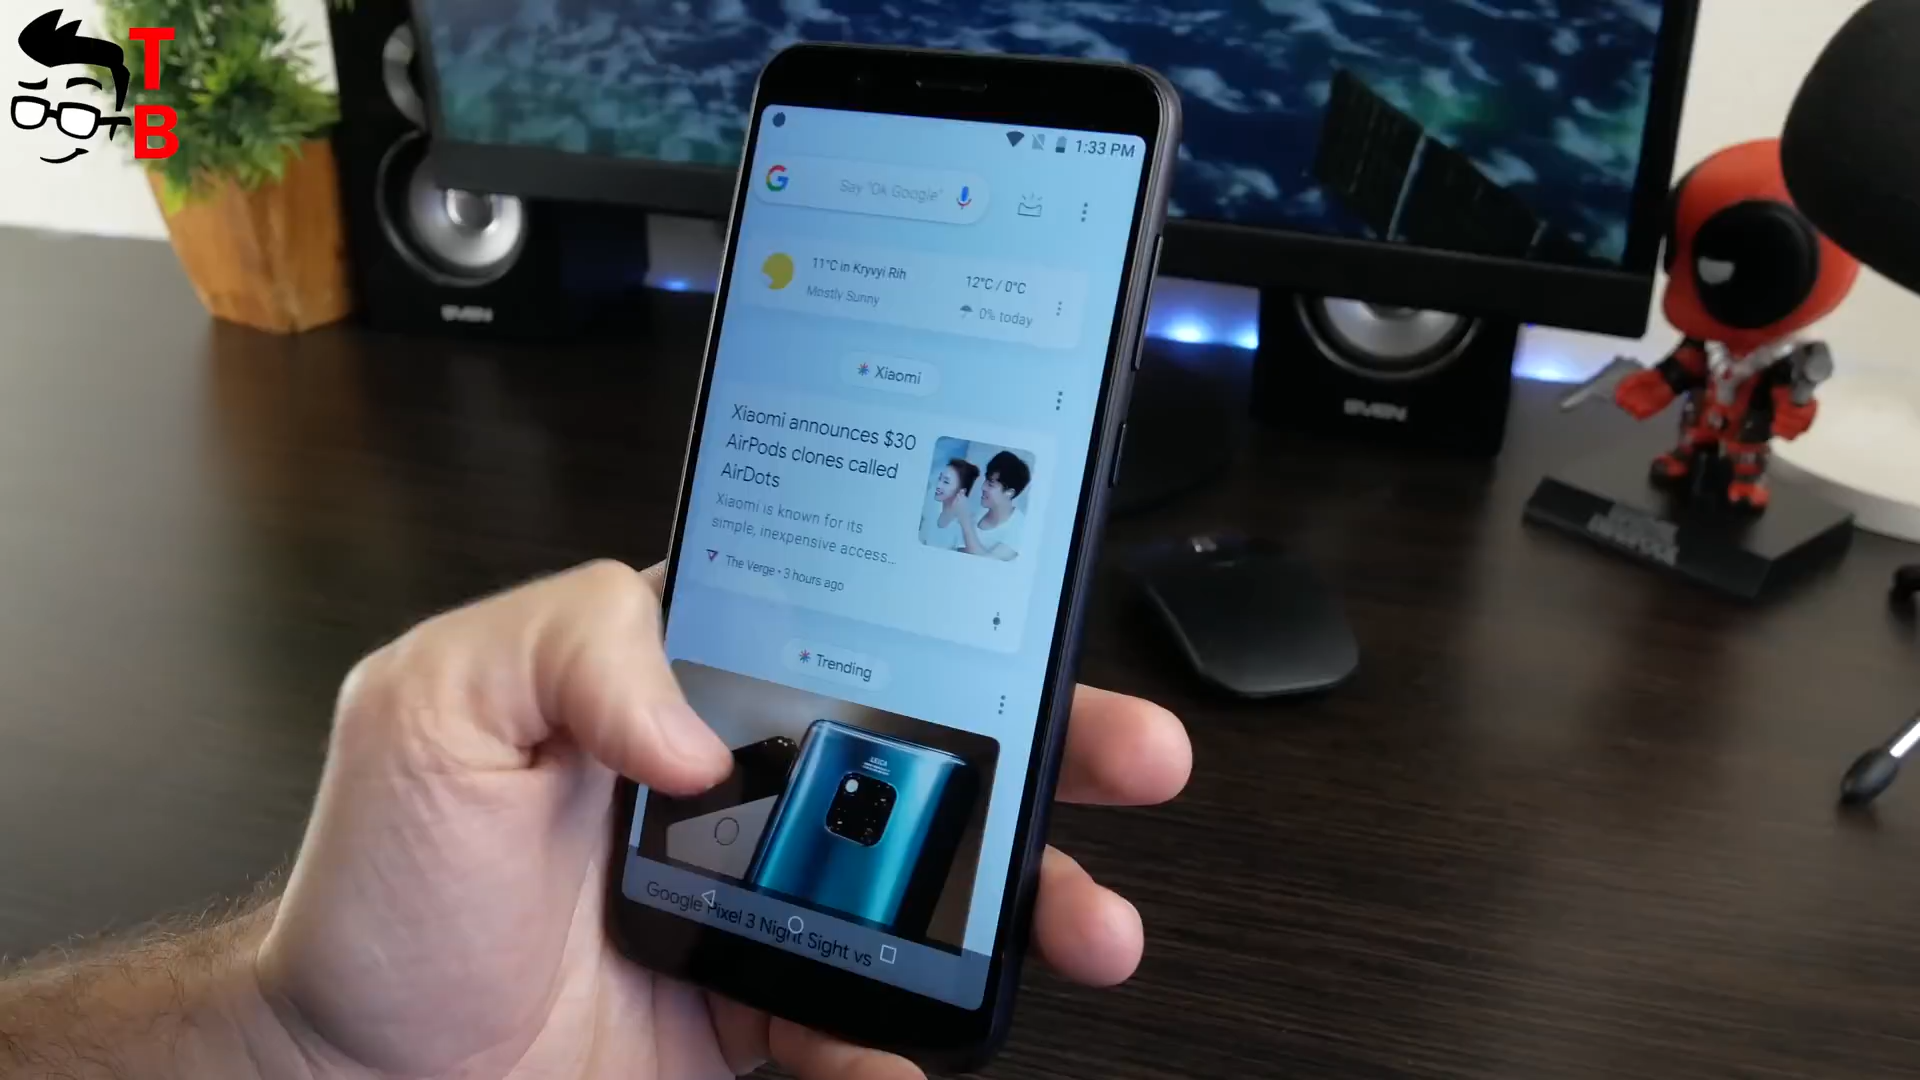 T
B
1:33 PM
G
Say "Ok Google"
11°C in Kryvyi Rih
Mostly Sunny
12°C / 0°C
0% today
Xiaomi
Xiaomi announces $30
AirPods clones called
AirDots
Xiaomi is known for its
simple, inexpensive access...
The Verge • 3 hours ago
Trending
LEICA
Google Pixel 3 Night Sight vs
SVEN
SVEN